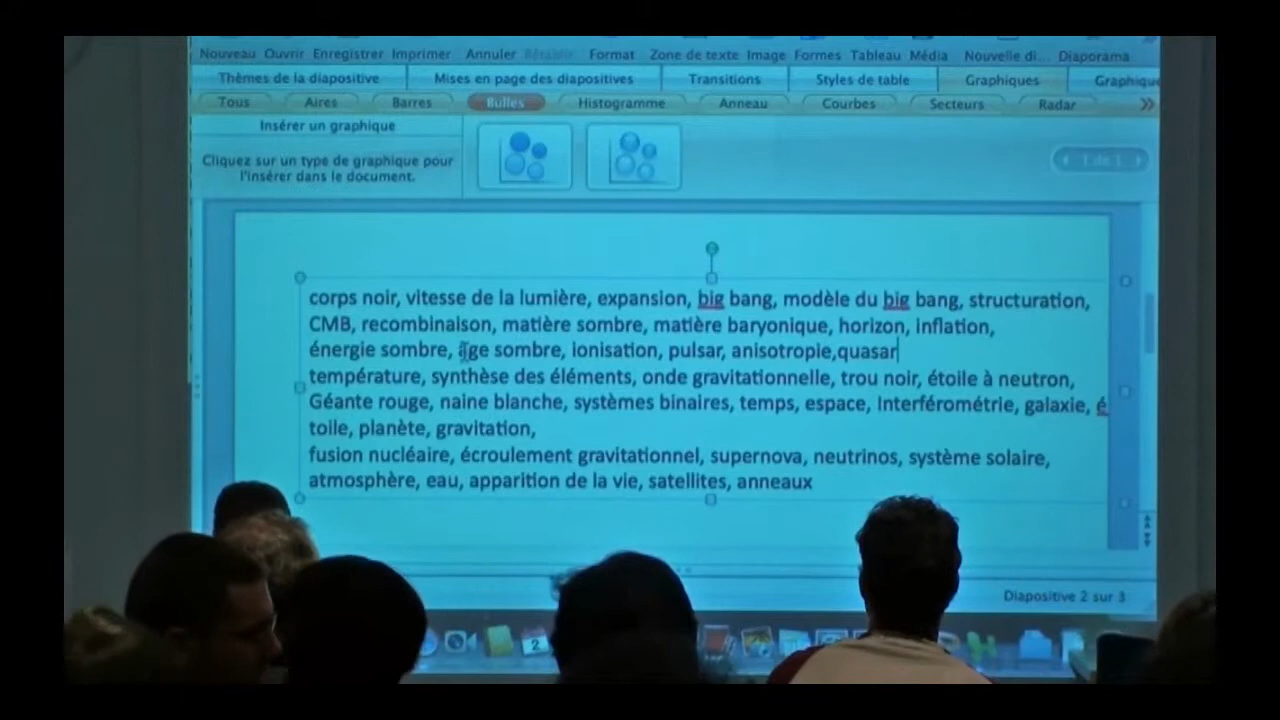 Nouveau Ouvrir Enregistrer Imprimer Annuler Rétablir Format Zone de texte Image Formes Tableau Média Nouvelle di... Diaporama
Thèmes de la diapositive Mises en page des diapositives Transitions Styles de table Graphiques Graphique
Tous Aires Barres Bulles Histogramme Anneau Courbes Secteurs Radar
Insérer un graphique
Cliquez sur un type de graphique pour
l'insérer dans le document.
1 de 1
corps noir, vitesse de la lumière, expansion, big bang, modèle du big bang, structuration,
CMB, recombinaison, matière sombre, matière baryonique, horizon, inflation,
énergie sombre, âge sombre, ionisation, pulsar, anisotropie,quasar
température, synthèse des éléments, onde gravitationnelle, trou noir, étoile à neutron,
Géante rouge, naine blanche, systèmes binaires, temps, espace, Interférométrie, galaxie, é
toile, planète, gravitation,
fusion nucléaire, écroulement gravitationnel, supernova, neutrinos, système solaire,
atmosphère, eau, apparition de la vie, satellites, anneaux
Diapositive 2 sur 3
2